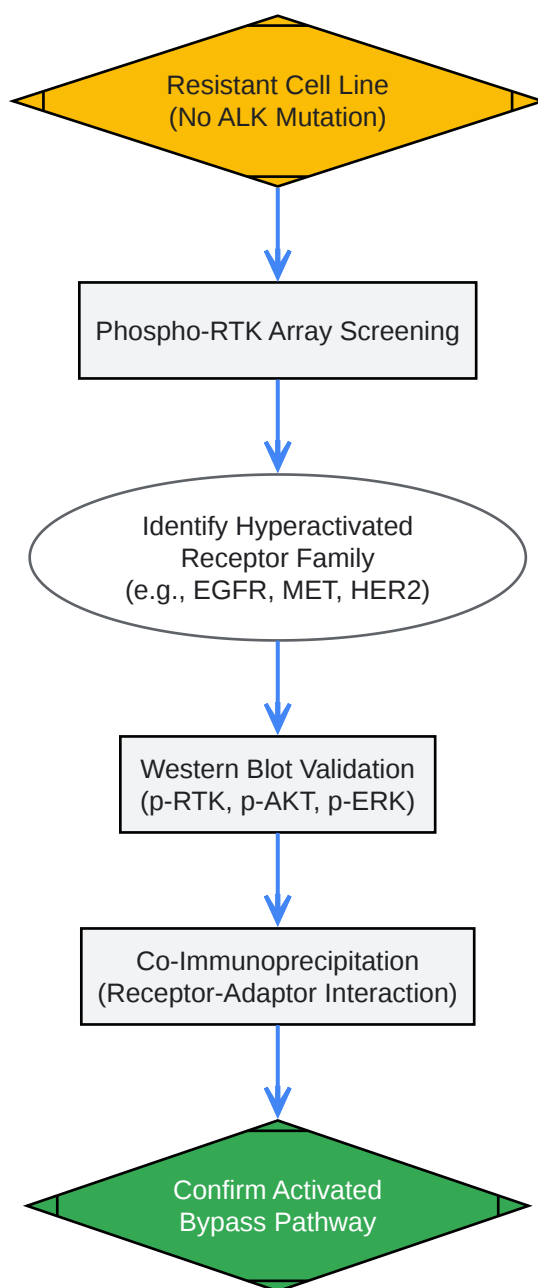 Resistant Cell Line
(No ALK Mutation)
Phospho-RTK Array Screening
Identify Hyperactivated
Receptor Family
(e.g., EGFR, MET, HER2)
Western Blot Validation
(p-RTK, p-AKT, p-ERK)
Co-Immunoprecipitation
(Receptor-Adaptor Interaction)
Confirm Activated
Bypass Pathway